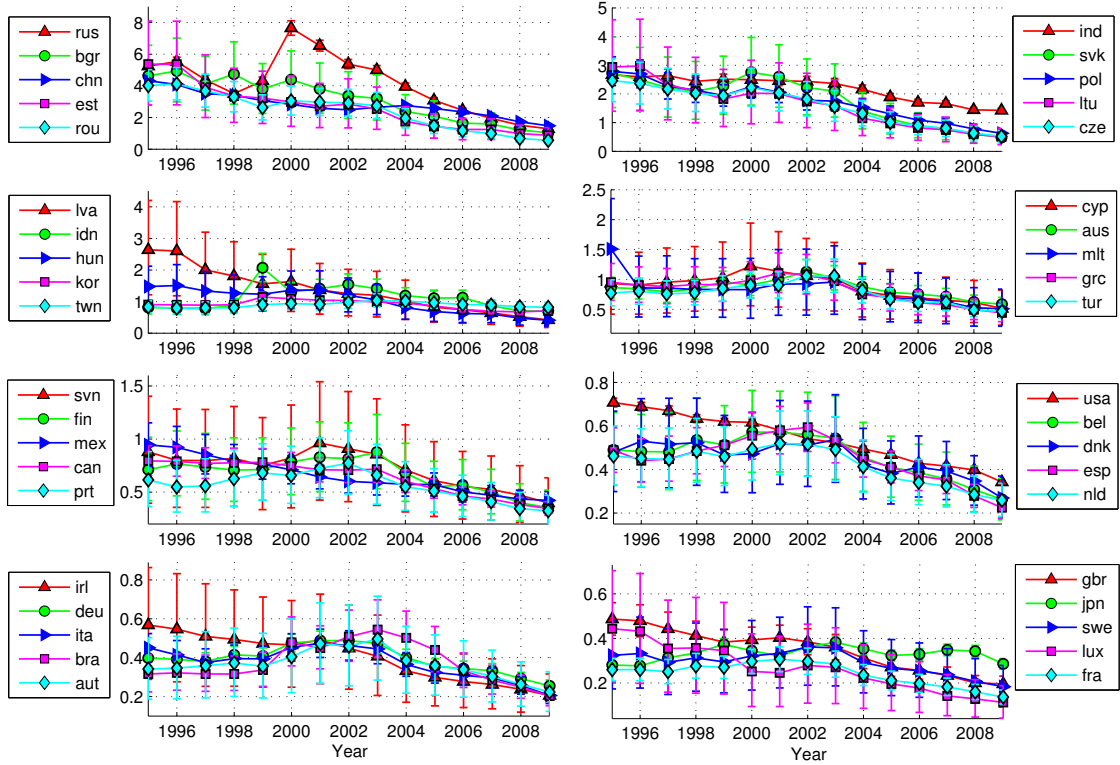 rus
bgr
chn
est
rou
0
2
4
6
8
1996 1998 2000 2002 2004 2006 2008
ind
svk
pol
ltu
cze
0
1
2
3
4
5
1996 1998 2000 2002 2004 2006 2008
lva
idn
hun
kor
twn
0
1
2
3
4
1996 1998 2000 2002 2004 2006 2008
cyp
aus
mlt
grc
tur
0.5
1
1.5
2
2.5
1996 1998 2000 2002 2004 2006 2008
svn
fin
mex
can
prt
0.5
1
1.5
1996 1998 2000 2002 2004 2006 2008
usa
bel
dnk
esp
nld
0.2
0.4
0.6
0.8
1996 1998 2000 2002 2004 2006 2008
irl
deu
ita
bra
aut
0.2
0.4
0.6
0.8
1996 1998 2000 2002 2004 2006 2008
Year
gbr
jpn
swe
lux
fra
0.2
0.4
0.6
1996 1998 2000 2002 2004 2006 2008
Year